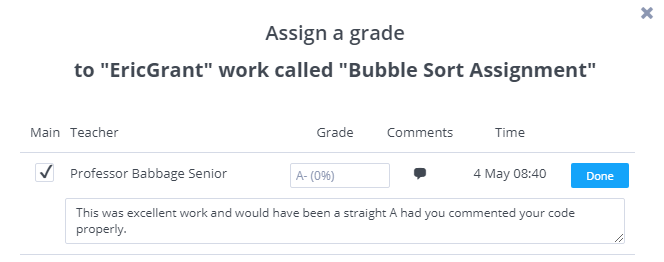 Assign a grade
to "EricGrant" work called "Bubble Sort Assignment"
Main Teacher Grade Comments Time
Professor Babbage Senior A- (0%) 4 May 08:40 Done
This was excellent work and would have been a straight A had you commented your code
properly.